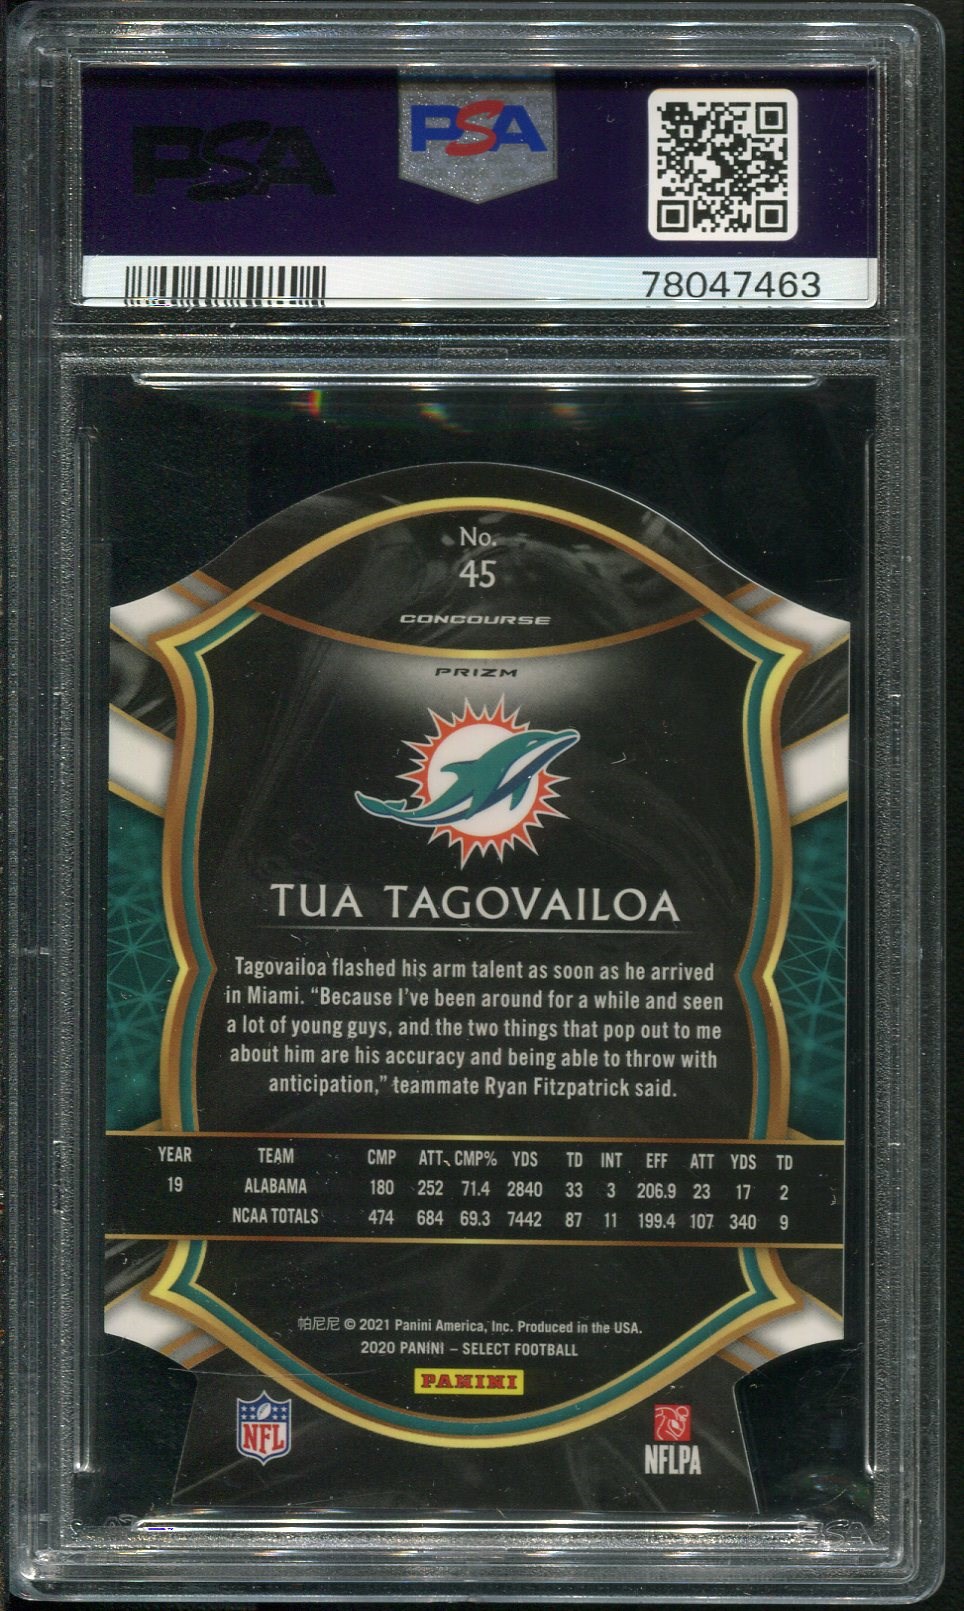 PSA
PSA
78047463
No.
45
CONCOURSE
PRIZM
TUA TAGOVAILOA
Tagovailoa flashed his arm talent as soon as he arrived
in Miami. “Because I’ve been around for a while and seen
a lot of young guys, and the two things that pop out to me
about him are his accuracy and being able to throw with
anticipation,” teammate Ryan Fitzpatrick said.
YEAR TEAM CMP ATT CMP% YDS TD INT EFF ATT YDS TD
19 ALABAMA 180 252 71.4 2840 33 3 206.9 23 17 2
NCAA TOTALS 474 684 69.3 7442 87 11 199.4 107 340 9
帕尼尼 © 2021 Panini America, Inc. Produced in the USA.
2020 PANINI – SELECT FOOTBALL
PANINI
NFL
NFLPA